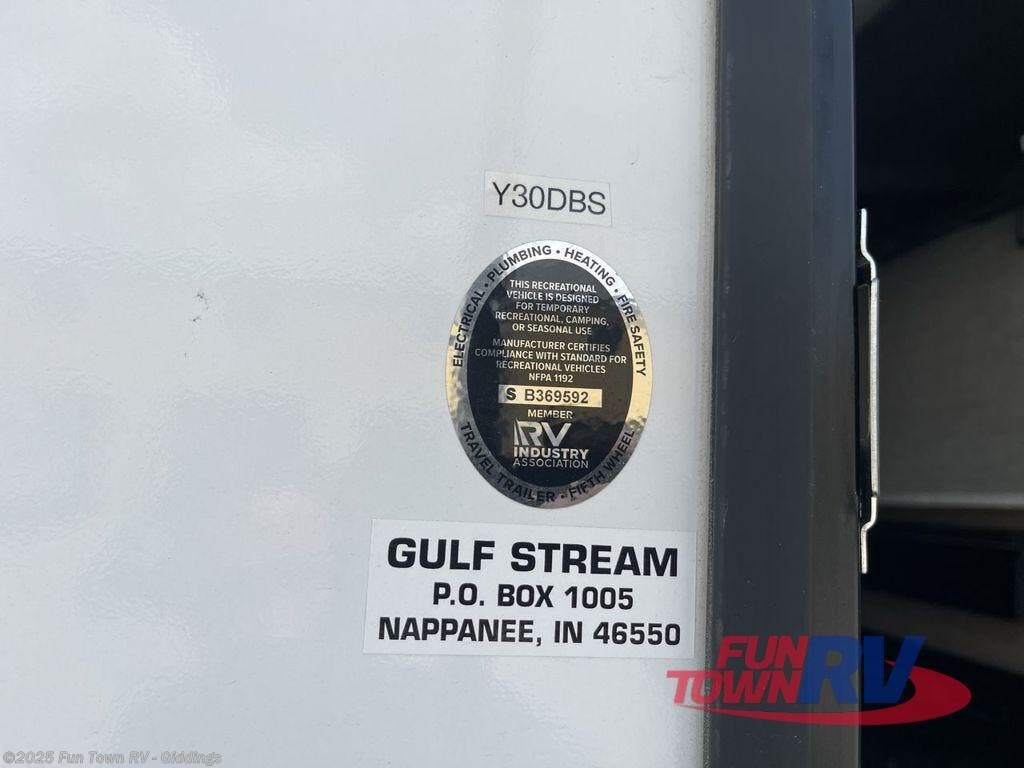 Y30DBS
ELECTRICAL • PLUMBING • HEATING • FIRE SAFETY
THIS RECREATIONAL
VEHICLE IS DESIGNED
FOR TEMPORARY
RECREATIONAL, CAMPING,
OR SEASONAL USE
MANUFACTURER CERTIFIES
COMPLIANCE WITH STANDARD FOR
RECREATIONAL VEHICLES
NFPA 1192
S B369592
MEMBER
RV
INDUSTRY
ASSOCIATION
TRAVEL TRAILER • FIFTH WHEEL
GULF STREAM
P.O. BOX 1005
NAPPANEE, IN 46550
FUN
TOWN RV
©2025 Fun Town RV - Giddings